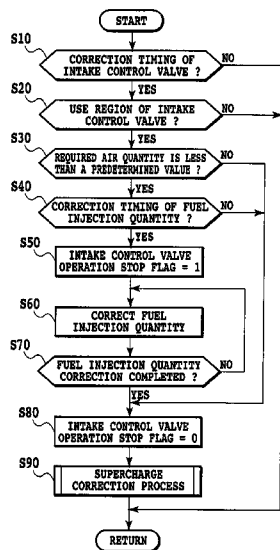 START
S10
CORRECTION TIMING OF
INTAKE CONTROL VALVE ?
NO
YES
S20
USE REGION OF INTAKE
CONTROL VALVE ?
NO
YES
S30
REQUIRED AIR QUANTITY IS LESS
THAN A PREDETERMINED VALUE ?
NO
YES
S40
CORRECTION TIMING OF FUEL
INJECTION QUANTITY ?
NO
YES
S50
INTAKE CONTROL VALVE
OPERATION STOP FLAG = 1
S60
CORRECT FUEL
INJECTION QUANTITY
S70
FUEL INJECTION QUANTITY
CORRECTION COMPLETED ?
NO
YES
S80
INTAKE CONTROL VALVE
OPERATION STOP FLAG = 0
S90
SUPERCHARGE
CORRECTION PROCESS
RETURN